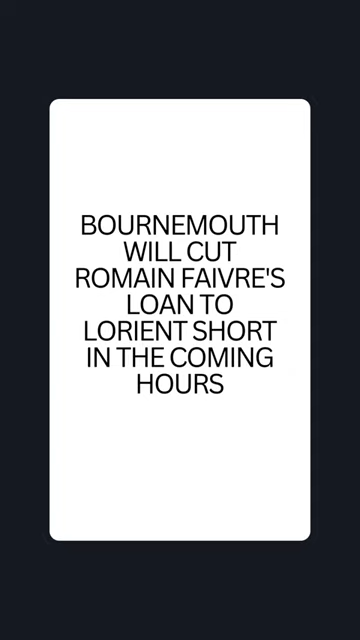 BOURNEMOUTH
WILL CUT
ROMAIN FAIVRE'S
LOAN TO
LORIENT SHORT
IN THE COMING
HOURS